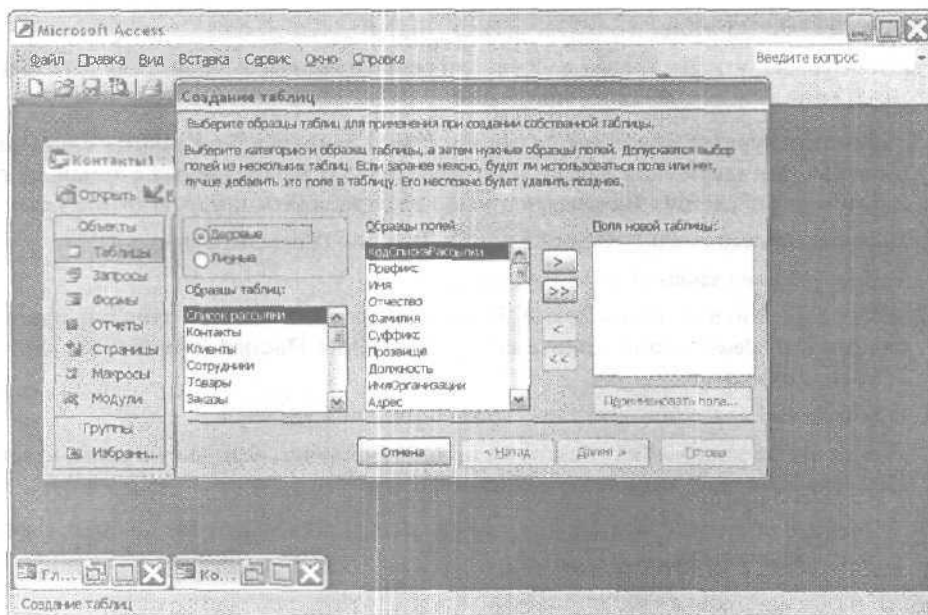 Microsoft Access
Файл Правка Вид Вставка Сервис Окно Справка
Введите вопрос
Создание таблиц
Выберите образцы таблиц для применения при создании собственной таблицы.
Выберите категорию и образец таблицы, а затем нужные образцы полей. Допускается выбор
полей из нескольких таблиц. Если заранее неясно, будет ли использоваться поле или нет,
лучше добавить это поле в таблицу. Его несложно будет удалить позднее.
Контакты1 :
Открыть
Объекты
Таблицы
Запросы
Формы
Отчеты
Страницы
Макросы
Модули
Группы
Избранн...
Деловые
Личные
Образцы таблиц:
Список рассылки
Контакты
Клиенты
Сотрудники
Товары
Заказы
Образцы полей:
КодСпискаРассылки
Префикс
Имя
Отчество
Фамилия
Суффикс
Прозвище
Должность
ИмяОрганизации
Адрес
>
>>
<
<<
Поля новой таблицы:
Переименовать поле...
Отмена
< Назад
Далее >
Готово
Гл...
Ко...
Создание таблиц